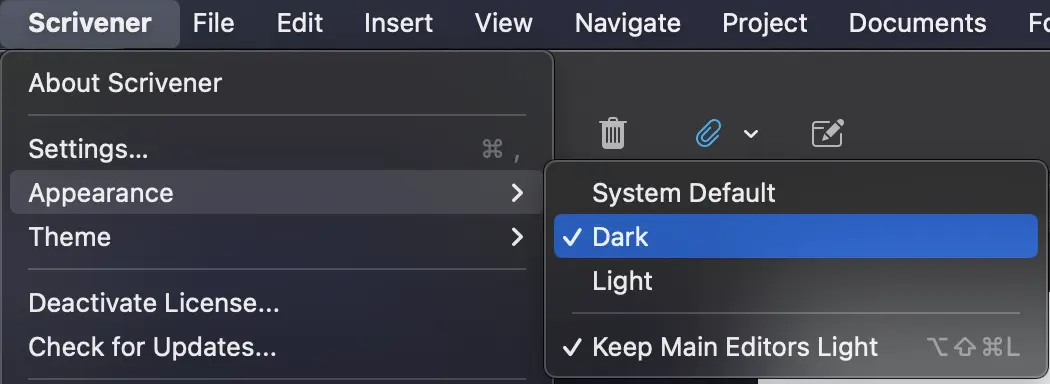 Scrivener File Edit Insert View Navigate Project Documents
About Scrivener
Settings... ⌘ ,
Appearance
System Default
Theme
✓ Dark
Light
Deactivate License...
Check for Updates...
✓ Keep Main Editors Light ⌥⇧⌘L